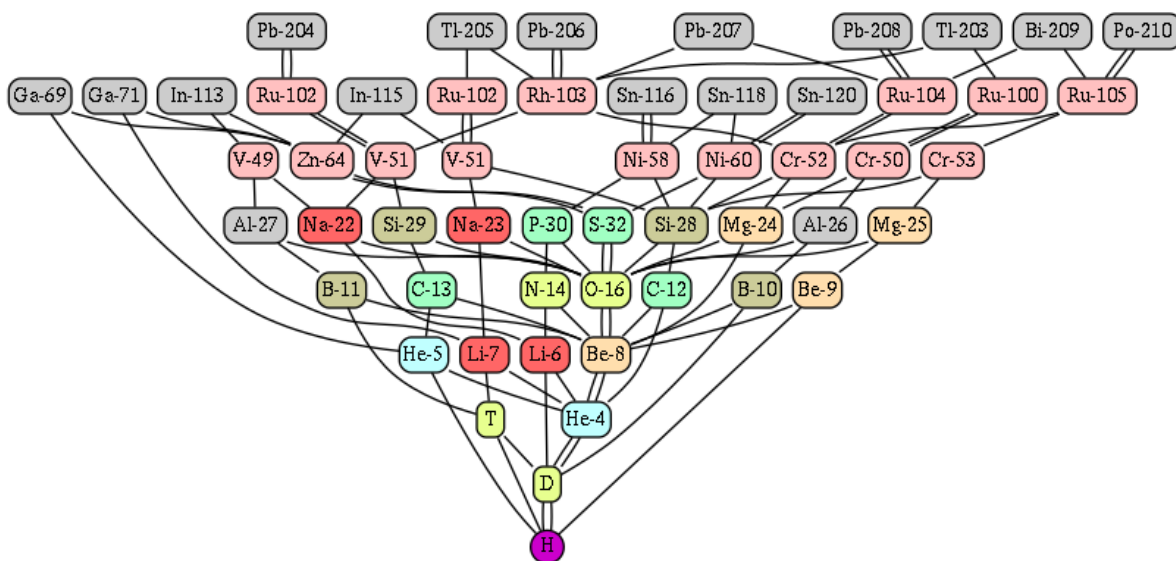 Pb-204 Tl-205 Pb-206 Pb-207 Pb-208 Tl-203 Bi-209 Po-210
Ga-69 Ga-71 In-113 Ru-102 In-115 Ru-102 Rh-103 Sn-116 Sn-118 Sn-120 Ru-104 Ru-100 Ru-105
V-49 Zn-64 V-51 V-51 Ni-58 Ni-60 Cr-52 Cr-50 Cr-53
Al-27 Na-22 Si-29 Na-23 P-30 S-32 Si-28 Mg-24 Al-26 Mg-25
B-11 C-13 N-14 O-16 C-12 B-10 Be-9
He-5 Li-7 Li-6 Be-8
T He-4
D
H